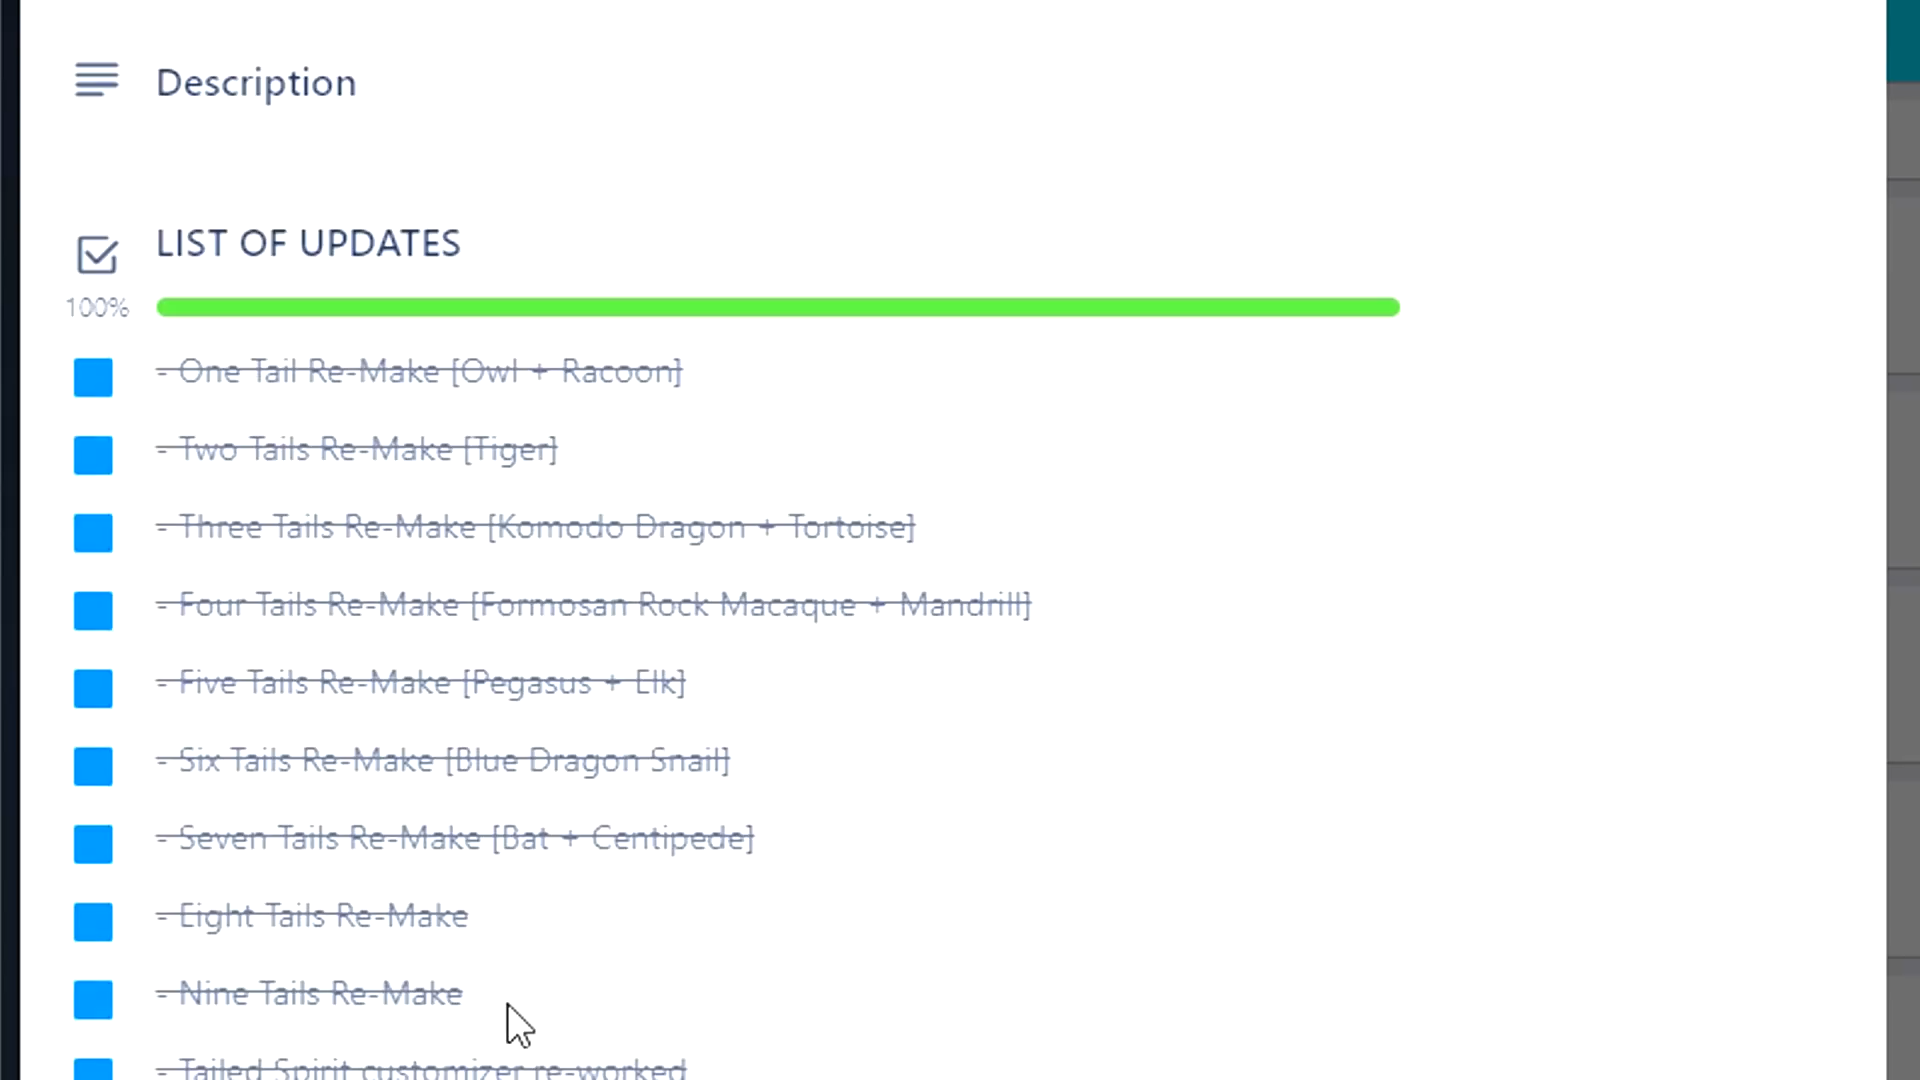 Description
LIST OF UPDATES
100%
- One Tail Re-Make [Owl + Racoon]
- Two Tails Re-Make [Tiger]
- Three Tails Re-Make [Komodo Dragon + Tortoise]
- Four Tails Re-Make [Formosan Rock Macaque + Mandrill]
- Five Tails Re-Make [Pegasus + Elk]
- Six Tails Re-Make [Blue Dragon Snail]
- Seven Tails Re-Make [Bat + Centipede]
- Eight Tails Re-Make
- Nine Tails Re-Make
- Tailed Spirit customizer re-worked